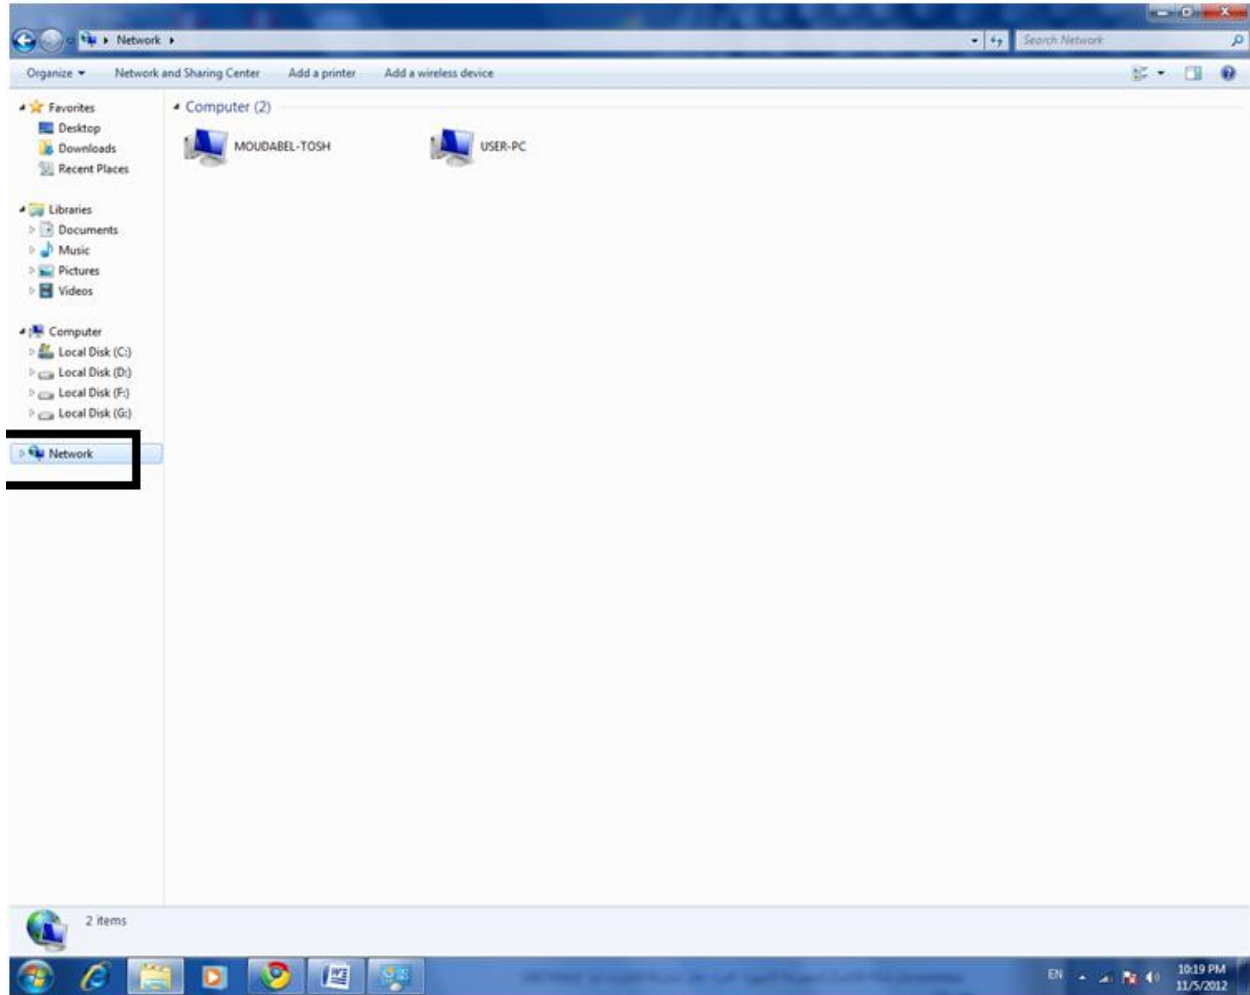 Network
Search Network
Organize Network and Sharing Center Add a printer Add a wireless device
Favorites
Desktop
Downloads
Recent Places
Libraries
Documents
Music
Pictures
Videos
Computer
Local Disk (C:)
Local Disk (D:)
Local Disk (F:)
Local Disk (G:)
Network
Computer (2)
MOUDABEL-TOSH USER-PC
2 items
EN
10:19 PM
11/5/2012